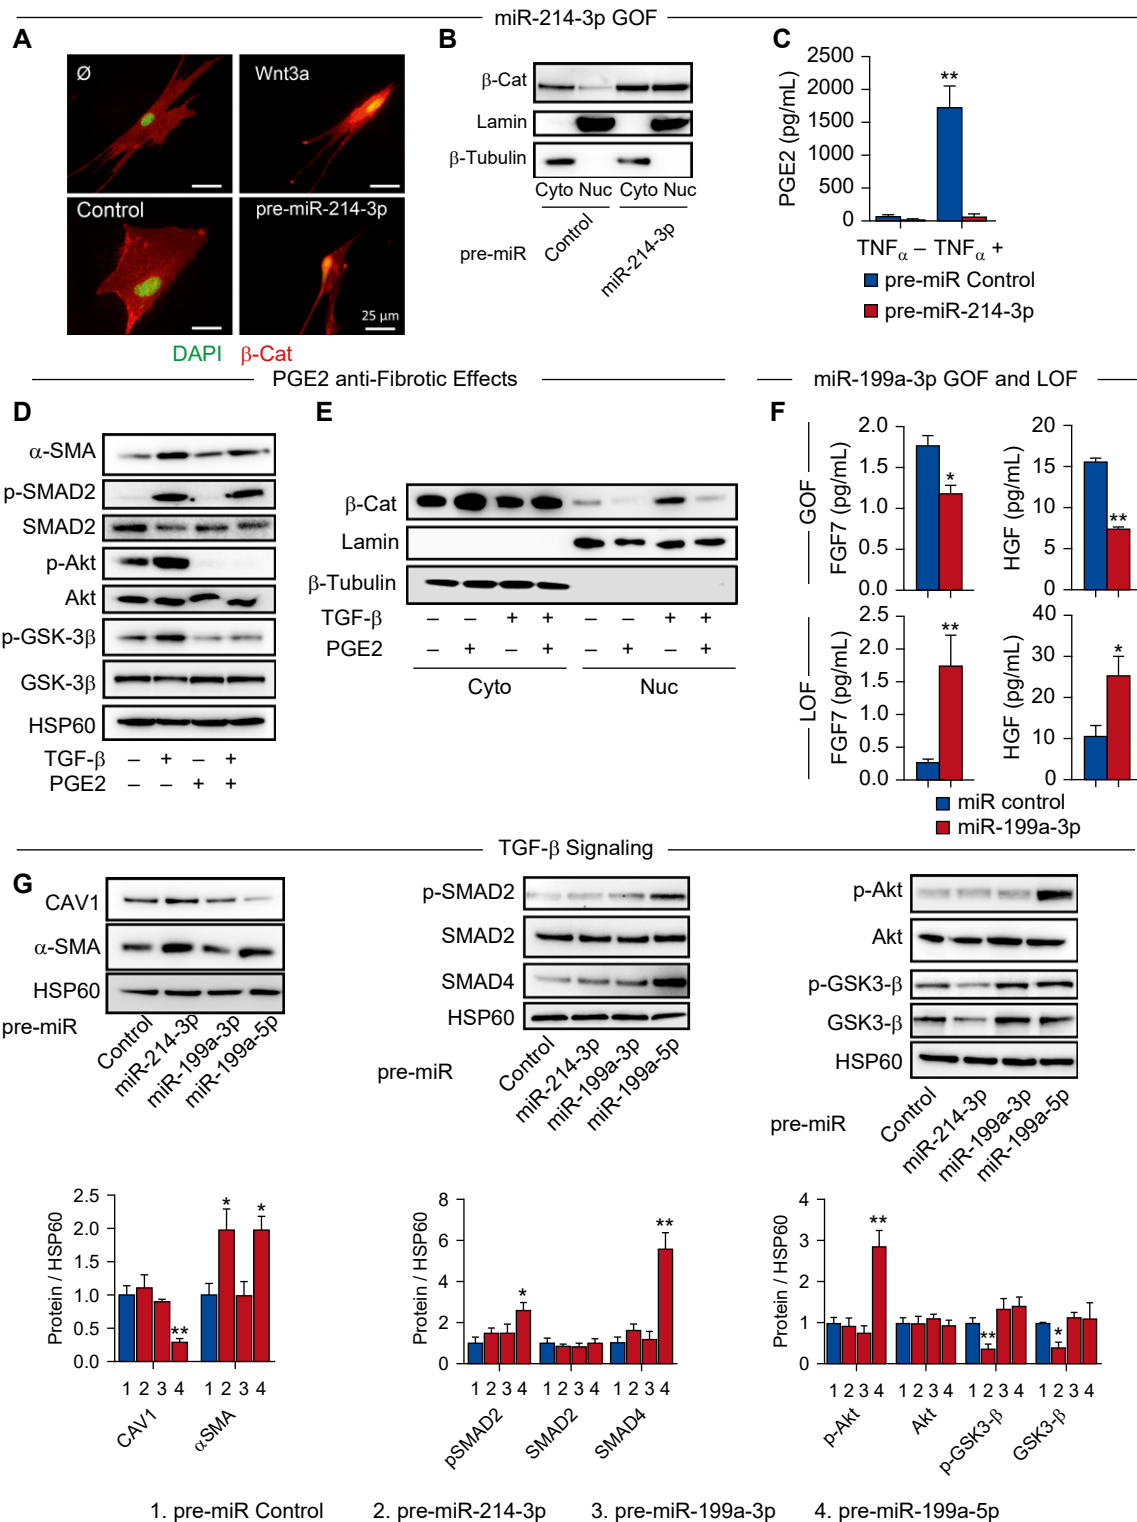 miR-214-3p GOF
A
Ø
Wnt3a
Control
pre-miR-214-3p
25 µm
DAPI β-Cat
B
β-Cat
Lamin
β-Tubulin
Cyto Nuc Cyto Nuc
pre-miR
Control
miR-214-3p
C
PGE2 (pg/mL)
2500
2000
1500
1000
500
0
TNFα – TNFα +
pre-miR Control
pre-miR-214-3p
PGE2 anti-Fibrotic Effects
D
α-SMA
p-SMAD2
SMAD2
p-Akt
Akt
p-GSK-3β
GSK-3β
HSP60
TGF-β – + – +
PGE2 – – + +
E
β-Cat
Lamin
β-Tubulin
TGF-β – – + + – – + +
PGE2 – + – + – + – +
Cyto Nuc
miR-199a-3p GOF and LOF
F
GOF
FGF7 (pg/mL)
2.0
1.5
1.0
0.5
0.0
*
HGF (pg/mL)
20
15
10
5
0
**
LOF
FGF7 (pg/mL)
2.5
2.0
1.5
1.0
0.5
0.0
**
HGF (pg/mL)
40
30
20
10
0
*
miR control
miR-199a-3p
TGF-β Signaling
G
CAV1
α-SMA
HSP60
pre-miR
Control
miR-214-3p
miR-199a-3p
miR-199a-5p
p-SMAD2
SMAD2
SMAD4
HSP60
pre-miR
Control
miR-214-3p
miR-199a-3p
miR-199a-5p
p-Akt
Akt
p-GSK3-β
GSK3-β
HSP60
pre-miR
Control
miR-214-3p
miR-199a-3p
miR-199a-5p
Protein / HSP60
2.5
2.0
1.5
1.0
0.5
0.0
** * *
1 2 3 4 1 2 3 4
CAV1 αSMA
Protein / HSP60
8
6
4
2
0
* **
1 2 3 4 1 2 3 4 1 2 3 4
pSMAD2 SMAD2 SMAD4
Protein / HSP60
4
3
2
1
0
** ** *
1 2 3 4 1 2 3 4 1 2 3 4 1 2 3 4
p-Akt Akt p-GSK3-β GSK3-β
1. pre-miR Control 2. pre-miR-214-3p 3. pre-miR-199a-3p 4. pre-miR-199a-5p